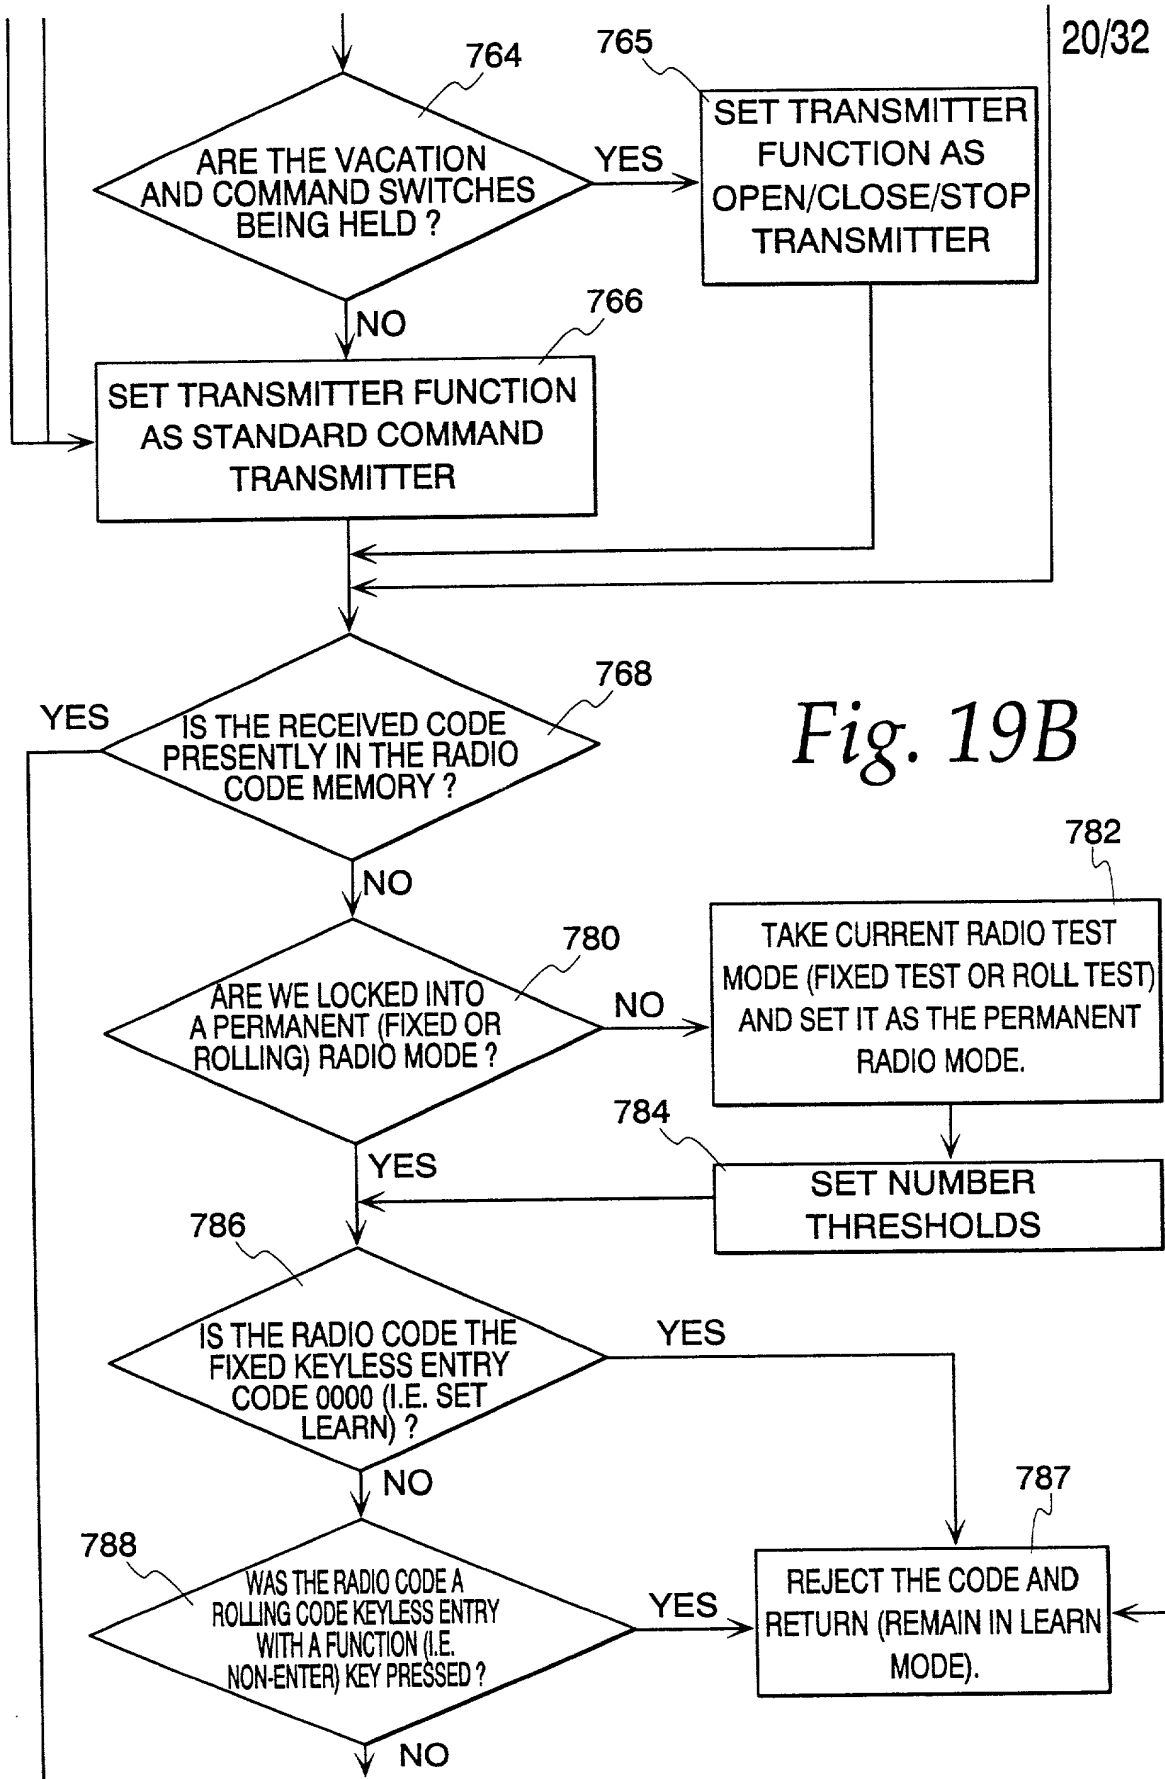 20/32
764
ARE THE VACATION
AND COMMAND SWITCHES
BEING HELD ?
YES
765
SET TRANSMITTER
FUNCTION AS
OPEN/CLOSE/STOP
TRANSMITTER
NO
766
SET TRANSMITTER FUNCTION
AS STANDARD COMMAND
TRANSMITTER
768
YES
IS THE RECEIVED CODE
PRESENTLY IN THE RADIO
CODE MEMORY ?
Fig. 19B
NO
780
ARE WE LOCKED INTO
A PERMANENT (FIXED OR
ROLLING) RADIO MODE ?
NO
782
TAKE CURRENT RADIO TEST
MODE (FIXED TEST OR ROLL TEST)
AND SET IT AS THE PERMANENT
RADIO MODE.
YES
784
SET NUMBER
THRESHOLDS
786
IS THE RADIO CODE THE
FIXED KEYLESS ENTRY
CODE 0000 (I.E. SET
LEARN) ?
YES
NO
787
REJECT THE CODE AND
RETURN (REMAIN IN LEARN
MODE).
788
WAS THE RADIO CODE A
ROLLING CODE KEYLESS ENTRY
WITH A FUNCTION (I.E.
NON-ENTER) KEY PRESSED ?
YES
NO